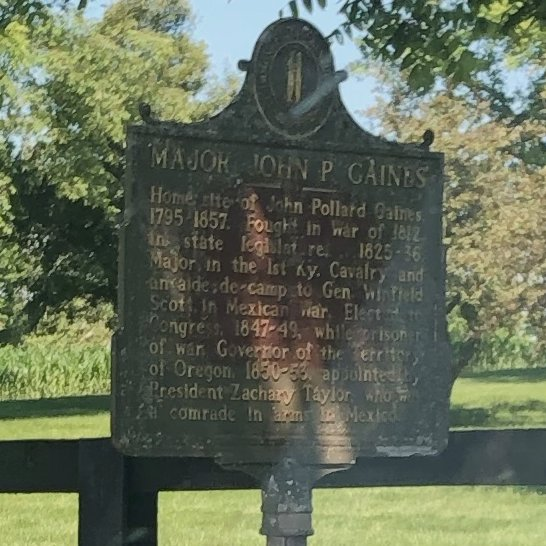 MAJOR JOHN P. GAINES
Home site of John Pollard Gaines
1795-1857. Fought in War of 1812.
In state legislature 1825-36
Major in the 1st Ky. Cavalry and
an aide-de-camp to Gen. Winfield
Scott in Mexican War. Elected to
Congress, 1847-49, while prisoner
of war. Governor of the Territory
of Oregon, 1850-53, appointed by
President Zachary Taylor, who was
a comrade in arms in Mexico.